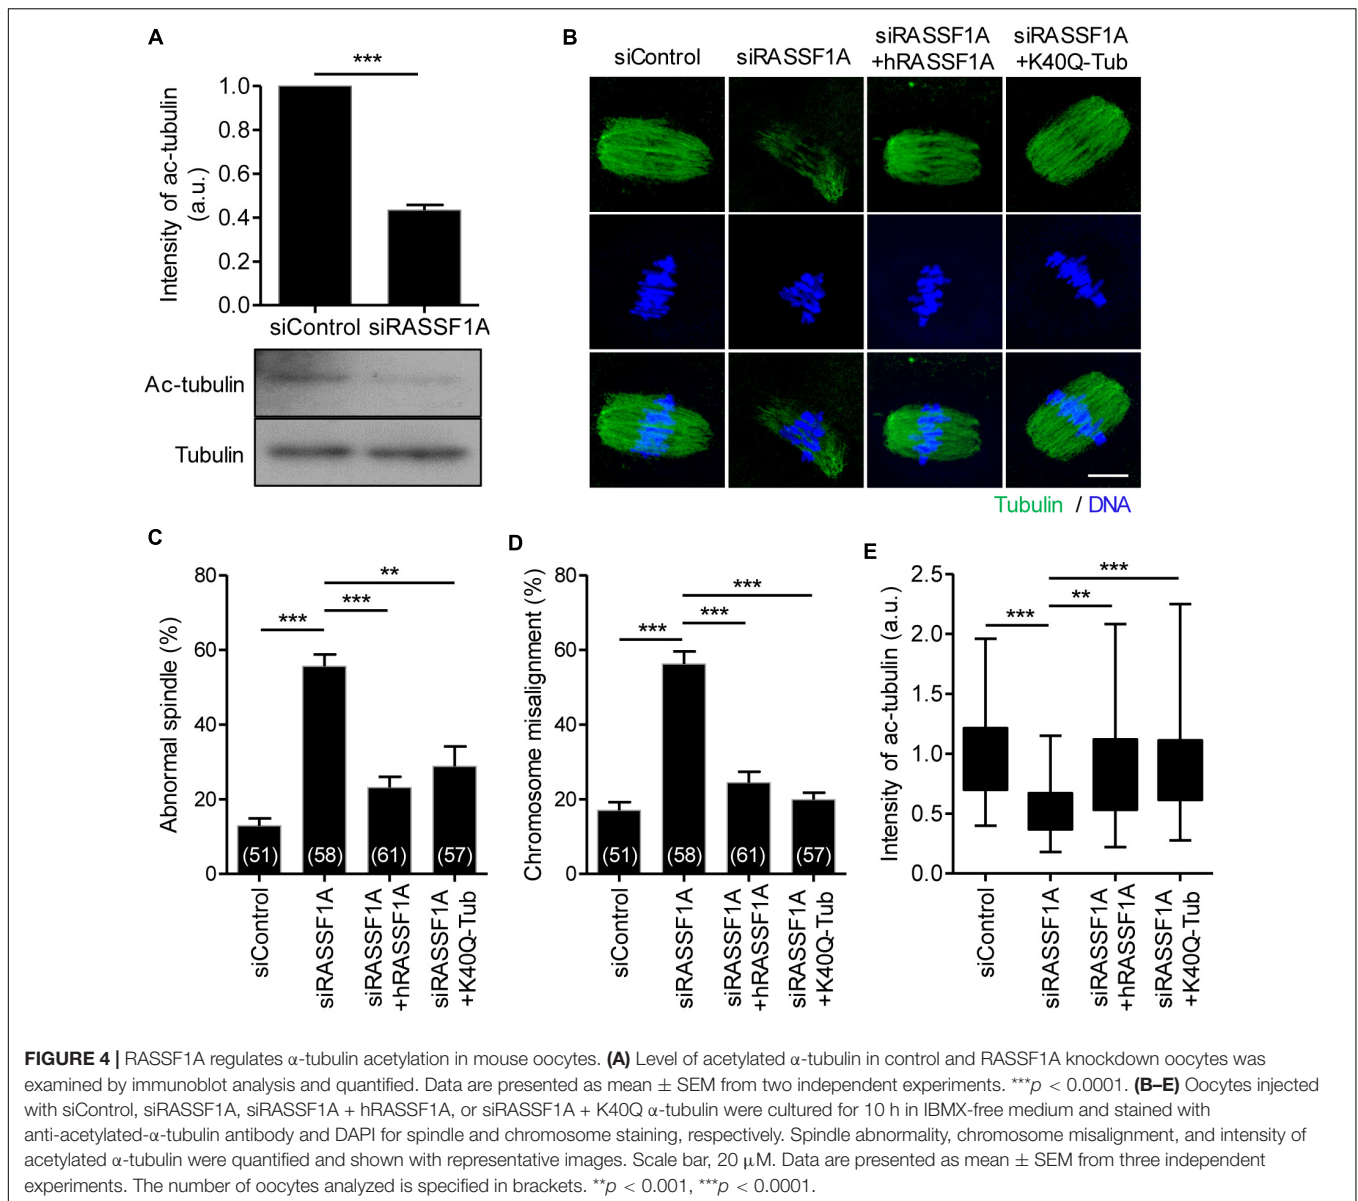 A
***
1.0
0.8
0.6
0.4
0.2
0.0
Intensity of ac-tubulin
(a.u.)
siControl siRASSF1A
Ac-tubulin
Tubulin
B
siControl
siRASSF1A
siRASSF1A
+hRASSF1A
siRASSF1A
+K40Q-Tub
Tubulin / DNA
C
80
60
40
20
0
Abnormal spindle (%)
***
***
**
(51)
(58)
(61)
(57)
siControl
siRASSF1A
siRASSF1A
+hRASSF1A
siRASSF1A
+K40Q-Tub
D
80
60
40
20
0
Chromosome misalignment (%)
***
***
***
(51)
(58)
(61)
(57)
siControl
siRASSF1A
siRASSF1A
+hRASSF1A
siRASSF1A
+K40Q-Tub
E
2.5
2.0
1.5
1.0
0.5
0.0
Intensity of ac-tubulin (a.u.)
***
**
***
siControl
siRASSF1A
siRASSF1A
+hRASSF1A
siRASSF1A
+K40Q-Tub
FIGURE 4 | RASSF1A regulates α-tubulin acetylation in mouse oocytes. (A) Level of acetylated α-tubulin in control and RASSF1A knockdown oocytes was
examined by immunoblot analysis and quantified. Data are presented as mean ± SEM from two independent experiments. ***p < 0.0001. (B–E) Oocytes injected
with siControl, siRASSF1A, siRASSF1A + hRASSF1A, or siRASSF1A + K40Q α-tubulin were cultured for 10 h in IBMX-free medium and stained with
anti-acetylated-α-tubulin antibody and DAPI for spindle and chromosome staining, respectively. Spindle abnormality, chromosome misalignment, and intensity of
acetylated α-tubulin were quantified and shown with representative images. Scale bar, 20 μM. Data are presented as mean ± SEM from three independent
experiments. The number of oocytes analyzed is specified in brackets. **p < 0.001, ***p < 0.0001.